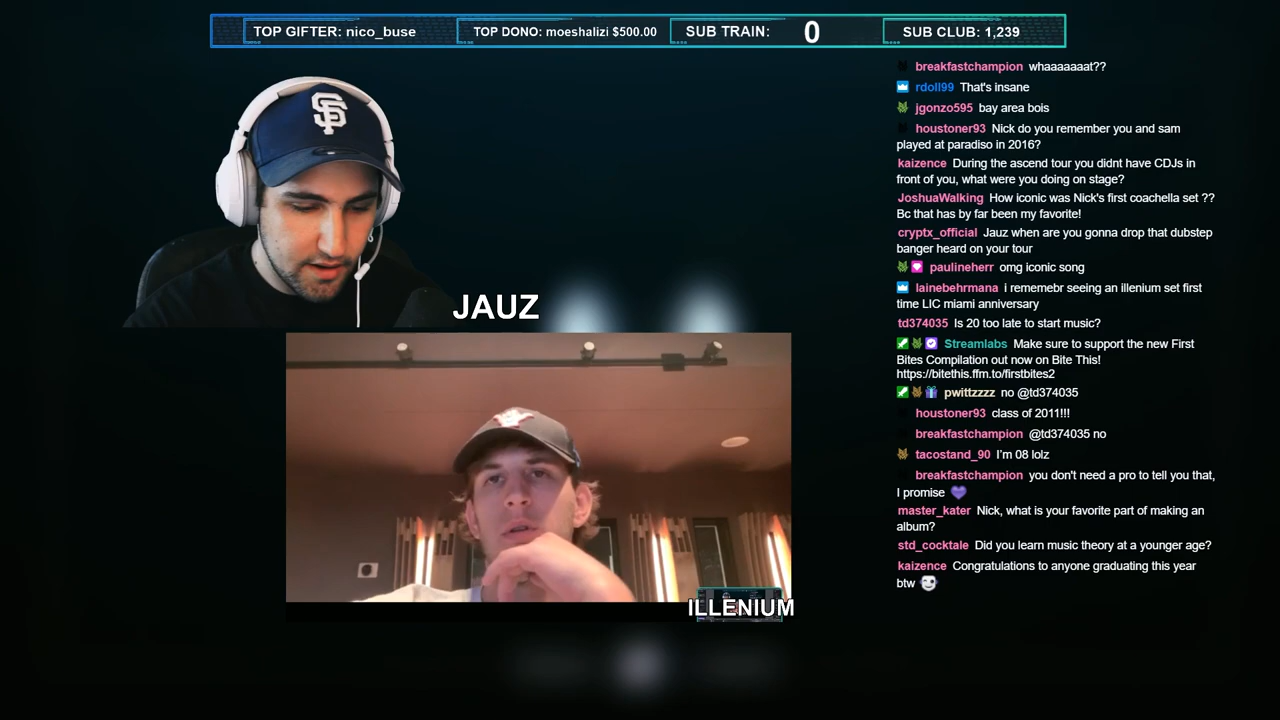 TOP GIFTER: nico_buse
TOP DONO: moeshalizi $500.00
SUB TRAIN: 0
SUB CLUB: 1,239
SF
JAUZ
ILLENIUM
breakfastchampion whaaaaaaat??
rdoll99 That's insane
jgonzo595 bay area bois
houstoner93 Nick do you remember you and sam
played at paradiso in 2016?
kaizence During the ascend tour you didnt have CDJs in
front of you, what were you doing on stage?
JoshuaWalking How iconic was Nick's first coachella set ??
Bc that has by far been my favorite!
cryptx_official Jauz when are you gonna drop that dubstep
banger heard on your tour
paulineherr omg iconic song
lainebehrmana i rememebr seeing an illenium set first
time LIC miami anniversary
td374035 Is 20 too late to start music?
Streamlabs Make sure to support the new First
Bites Compilation out now on Bite This!
https://bitethis.ffm.to/firstbites2
pwittzzzz no @td374035
houstoner93 class of 2011!!!
breakfastchampion @td374035 no
tacostand_90 I'm 08 lolz
breakfastchampion you don't need a pro to tell you that,
I promise
master_kater Nick, what is your favorite part of making an
album?
std_cocktale Did you learn music theory at a younger age?
kaizence Congratulations to anyone graduating this year
btw